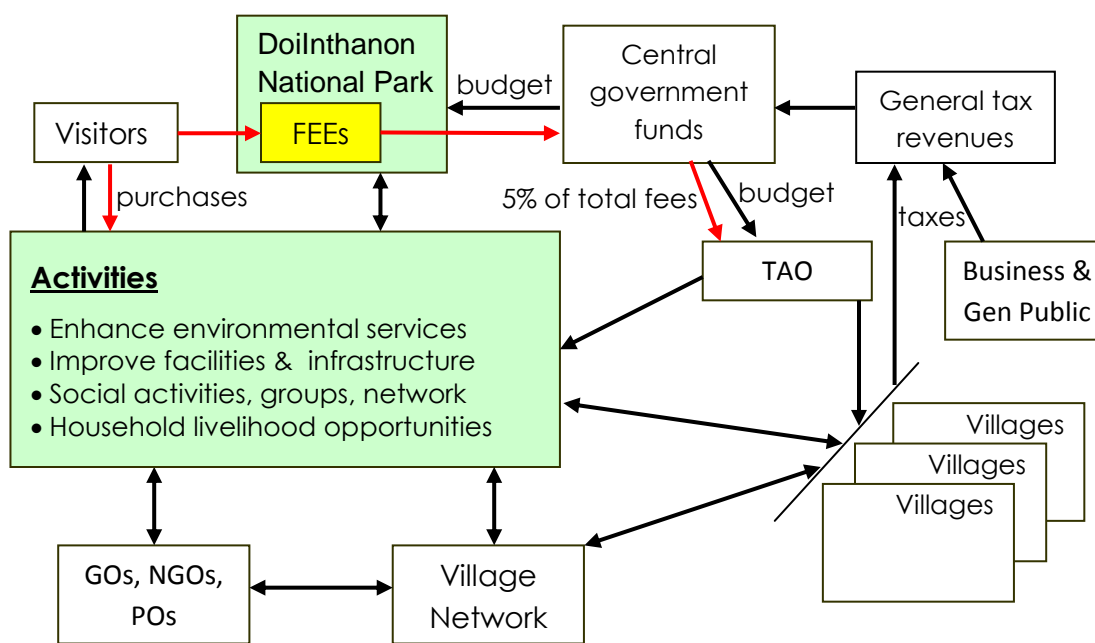 DoiInthanon
National Park
FEEs
Visitors
budget
Central
government
funds
General tax
revenues
purchases
5% of total fees
budget
taxes
TAO
Business &
Gen Public
Activities
• Enhance environmental services
• Improve facilities & infrastructure
• Social activities, groups, network
• Household livelihood opportunities
Villages
Villages
Villages
GOs, NGOs,
POs
Village
Network